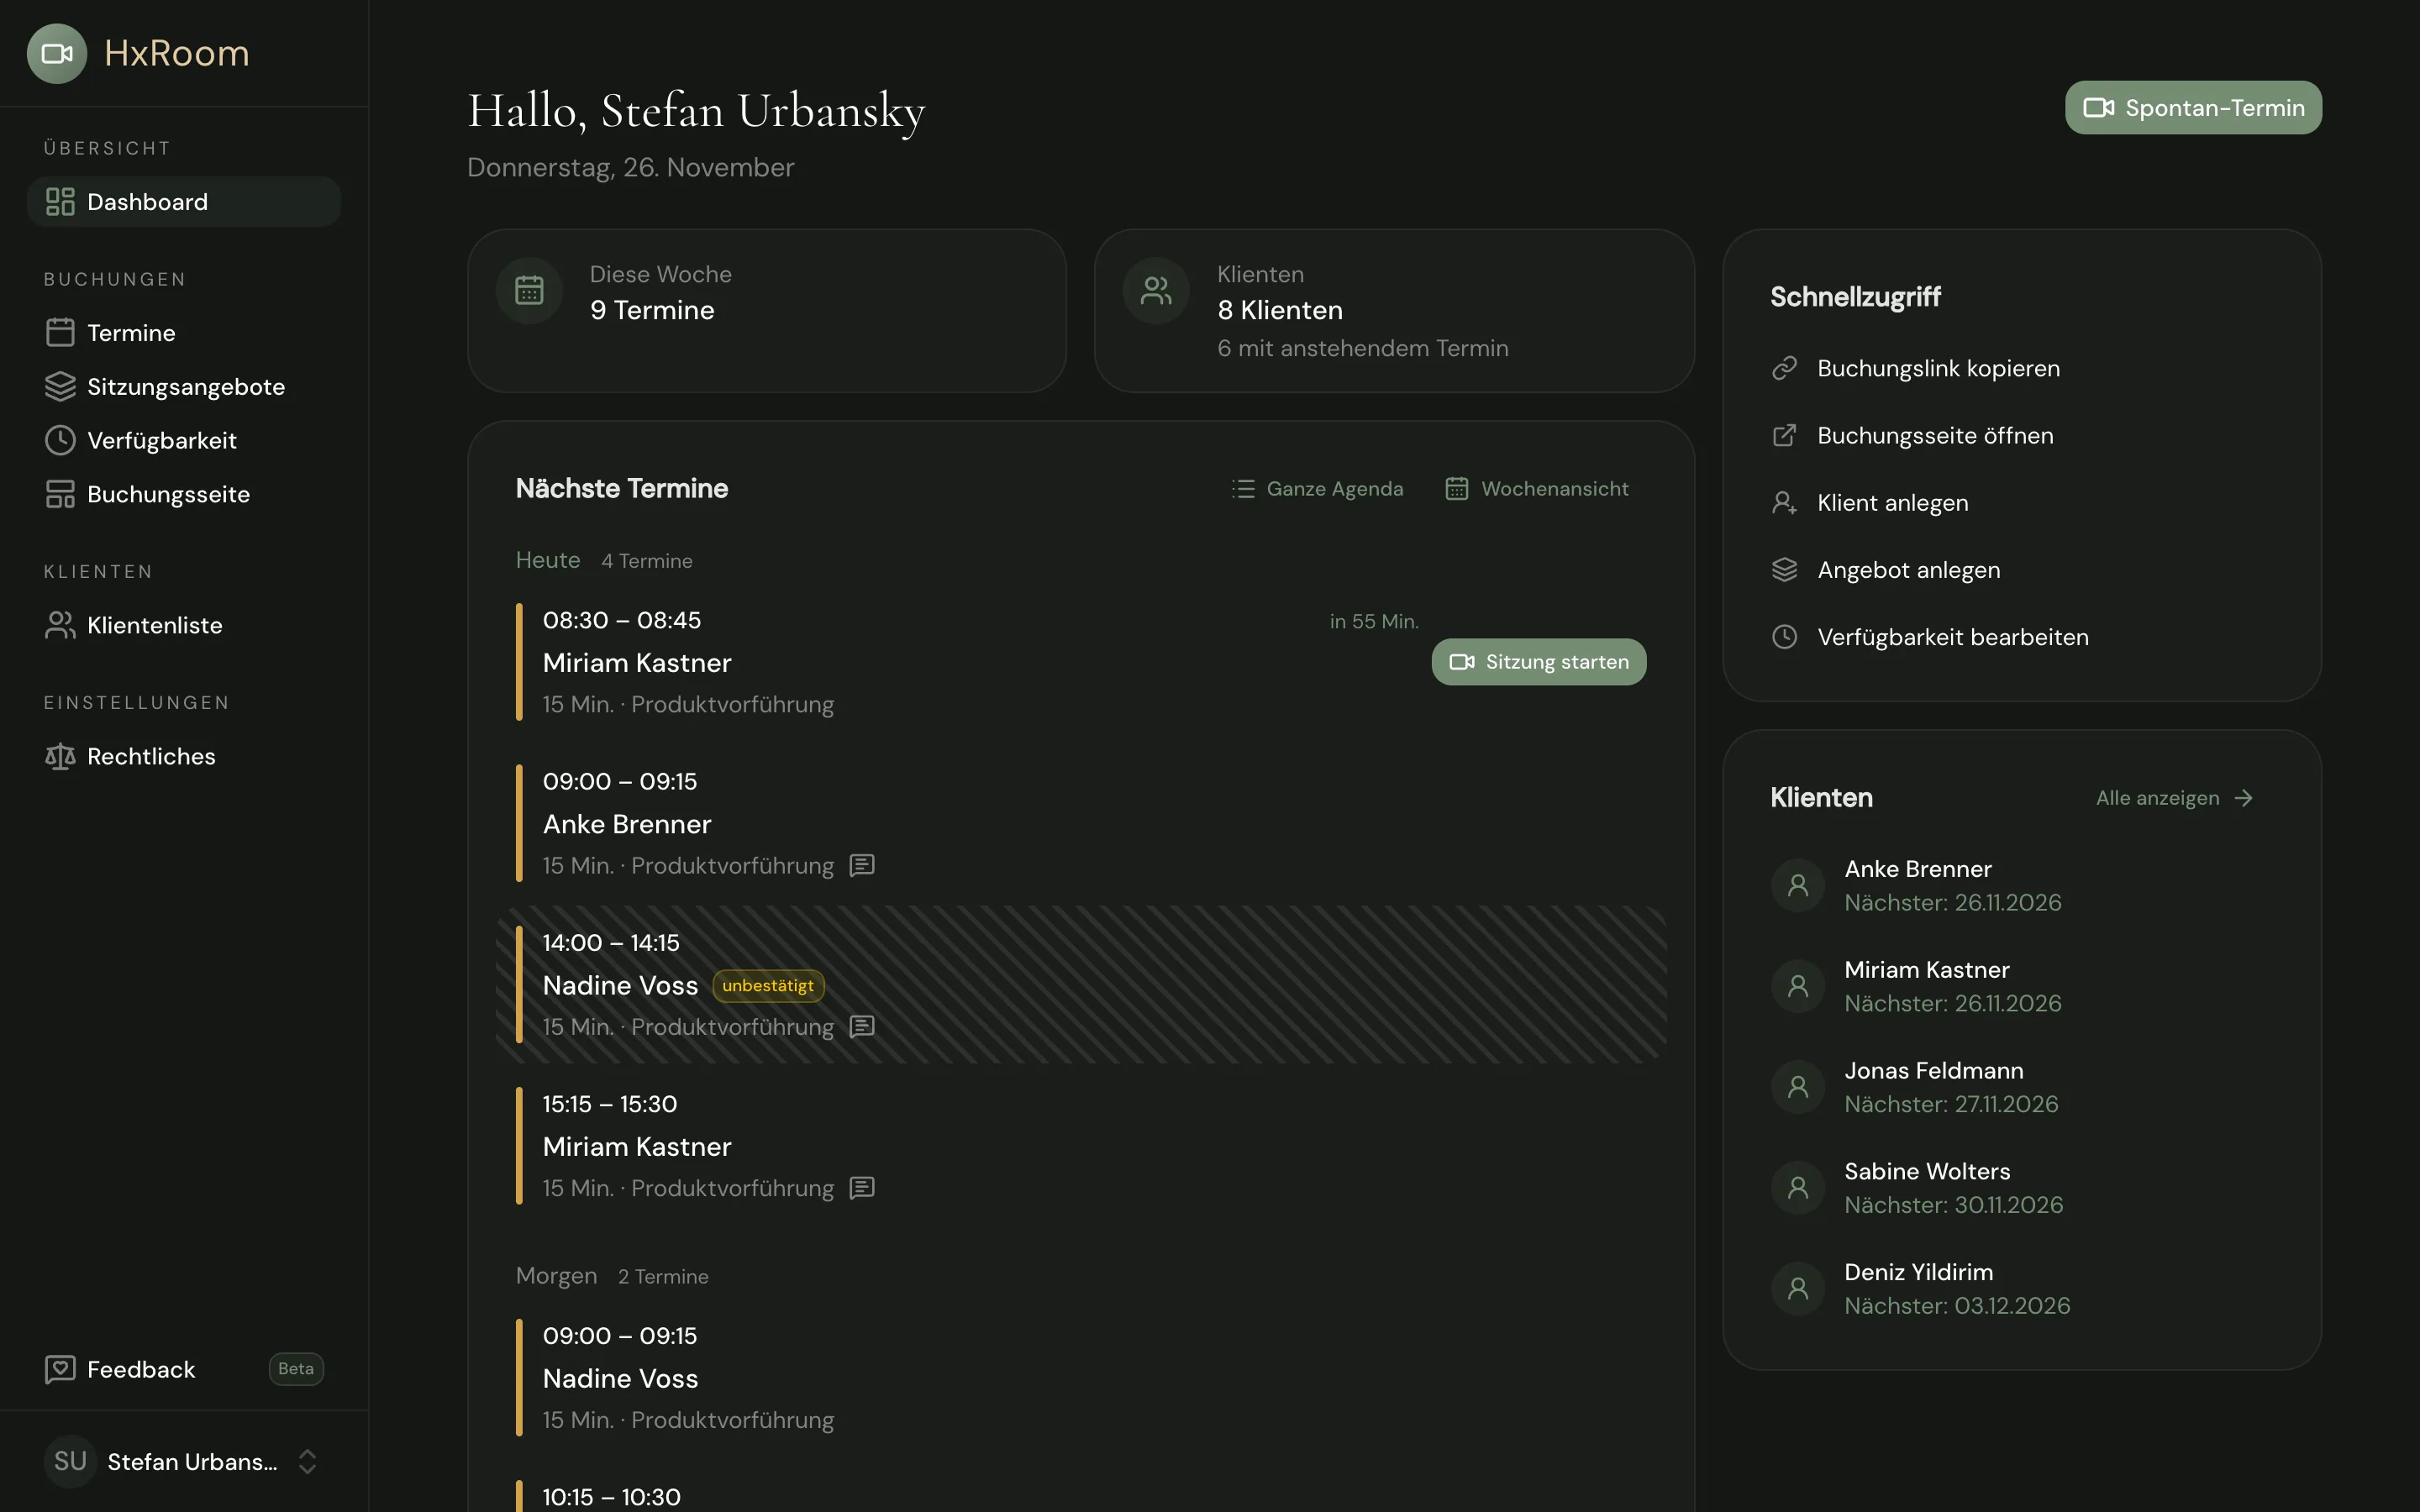 HxRoom
ÜBERSICHT
Dashboard
BUCHUNGEN
Termine
Sitzungsangebote
Verfügbarkeit
Buchungsseite
KLIENTEN
Klientenliste
EINSTELLUNGEN
Rechtliches
Feedback
Beta
SU
Stefan Urbans...
Hallo, Stefan Urbansky
Donnerstag, 26. November
Spontan-Termin
Diese Woche
9 Termine
Klienten
8 Klienten
6 mit anstehendem Termin
Nächste Termine
Ganze Agenda
Wochenansicht
Heute 4 Termine
08:30 – 08:45
in 55 Min.
Miriam Kastner
Sitzung starten
15 Min. · Produktvorführung
09:00 – 09:15
Anke Brenner
15 Min. · Produktvorführung
14:00 – 14:15
Nadine Voss unbestätigt
15 Min. · Produktvorführung
15:15 – 15:30
Miriam Kastner
15 Min. · Produktvorführung
Morgen 2 Termine
09:00 – 09:15
Nadine Voss
15 Min. · Produktvorführung
10:15 – 10:30
Schnellzugriff
Buchungslink kopieren
Buchungsseite öffnen
Klient anlegen
Angebot anlegen
Verfügbarkeit bearbeiten
Klienten
Alle anzeigen
Anke Brenner
Nächster: 26.11.2026
Miriam Kastner
Nächster: 26.11.2026
Jonas Feldmann
Nächster: 27.11.2026
Sabine Wolters
Nächster: 30.11.2026
Deniz Yildirim
Nächster: 03.12.2026